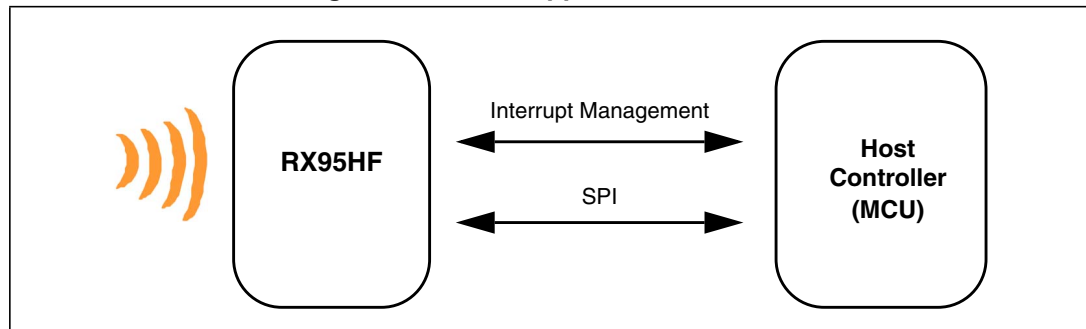 RX95HF
Interrupt Management
SPI
Host
Controller
(MCU)